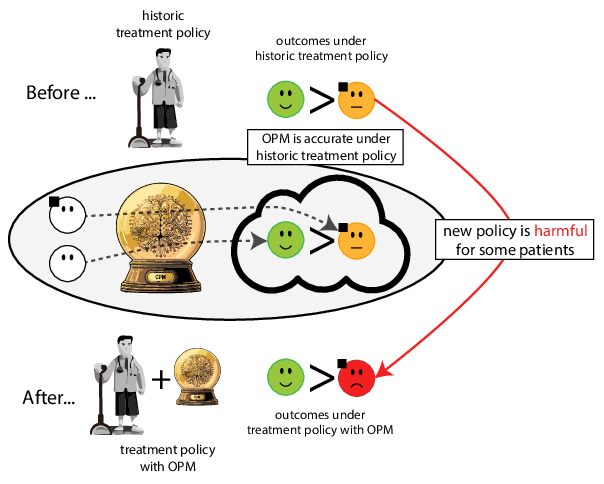 historic
treatment policy
outcomes under
historic treatment policy
Before ...
>
OPM is accurate under
historic treatment policy
OPM
>
new policy is harmful
for some patients
After...
+
OPM
>
outcomes under
treatment policy with OPM
treatment policy
with OPM